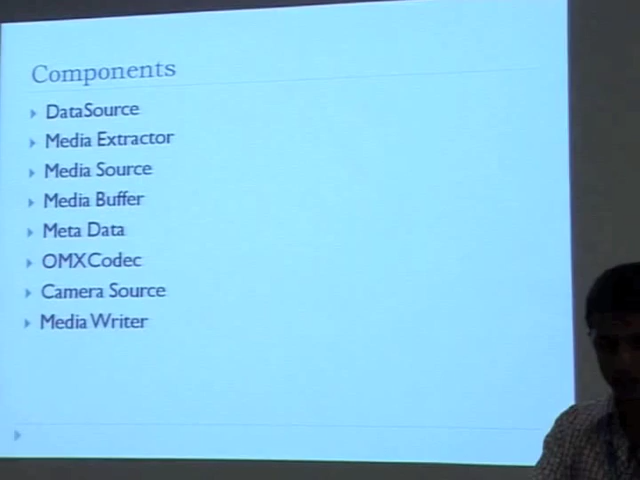 Components
DataSource
Media Extractor
Media Source
Media Buffer
Meta Data
OMXCodec
Camera Source
Media Writer